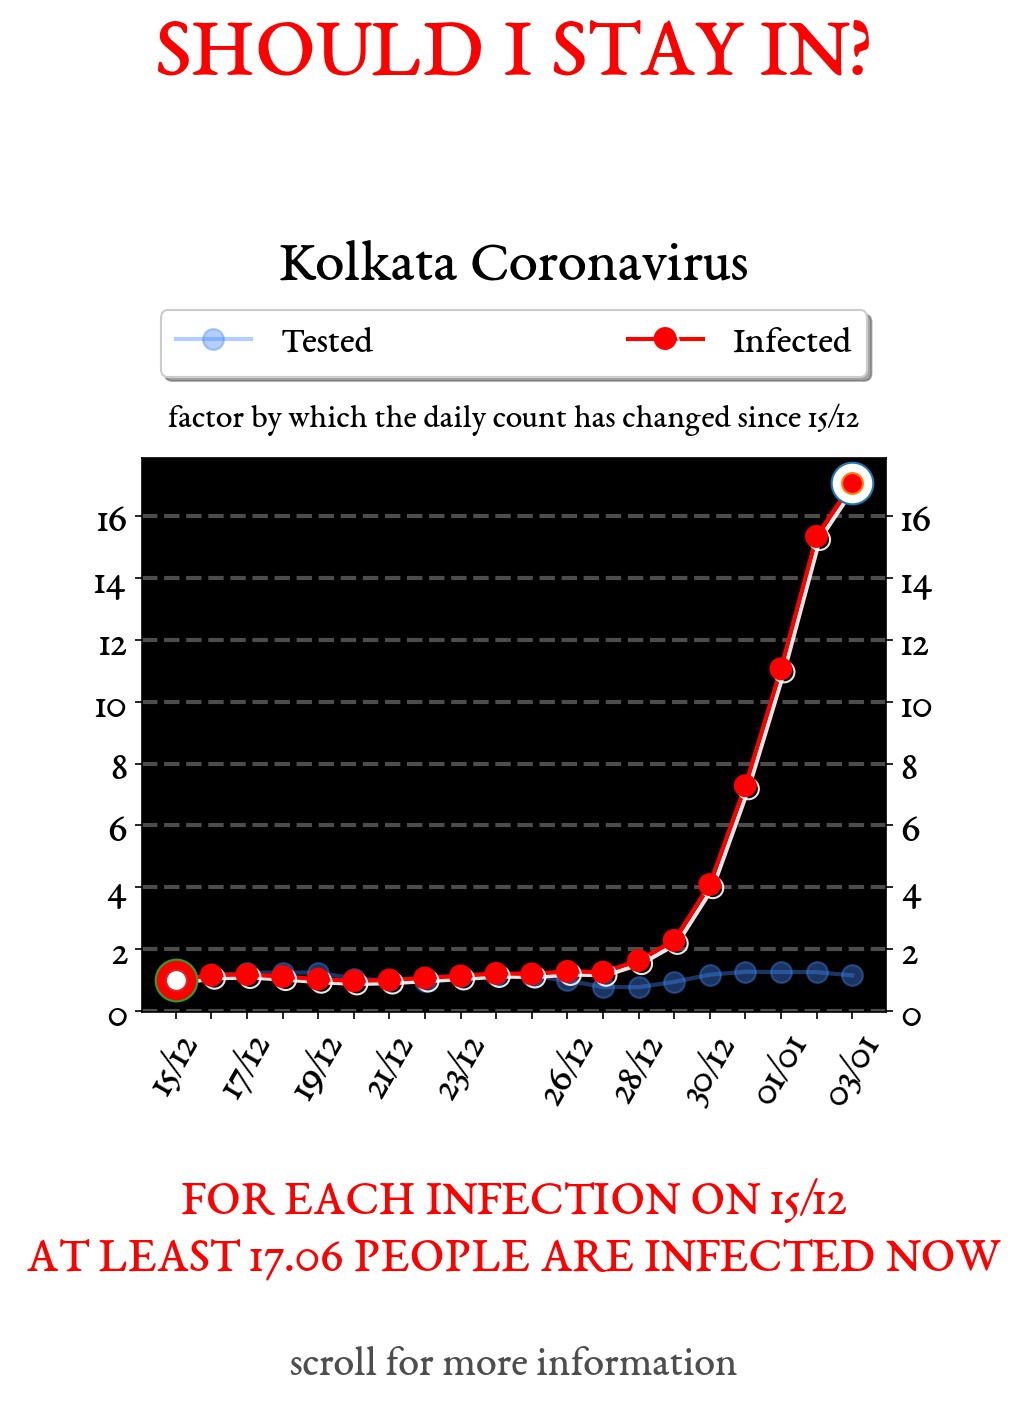 SHOULD I STAY IN?
Kolkata Coronavirus
Tested Infected
factor by which the daily count has changed since 15/12
16 16
14 14
12 12
10 10
8 8
6 6
4 4
2 2
0 0
15/12 17/12 19/12 21/12 23/12 26/12 28/12 30/12 01/01 03/01
FOR EACH INFECTION ON 15/12
AT LEAST 17.06 PEOPLE ARE INFECTED NOW
scroll for more information